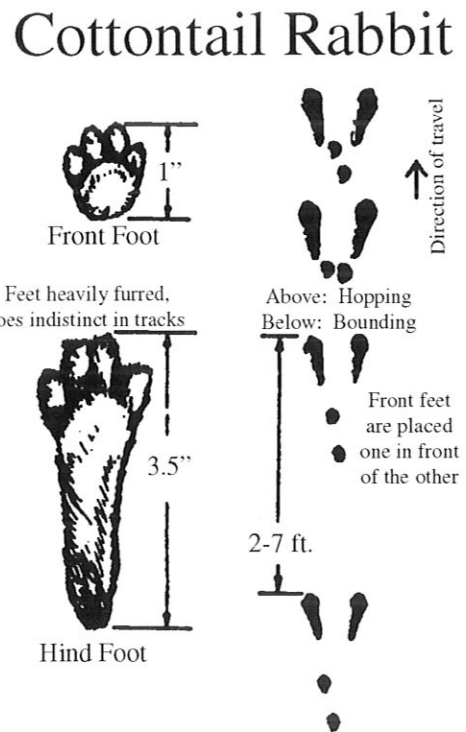 Cottontail Rabbit
1”
Front Foot
Direction of travel
Feet heavily furred,
oes indistinct in tracks
Above: Hopping
Below: Bounding
Front feet
are placed
one in front
of the other
3.5”
2-7 ft.
Hind Foot